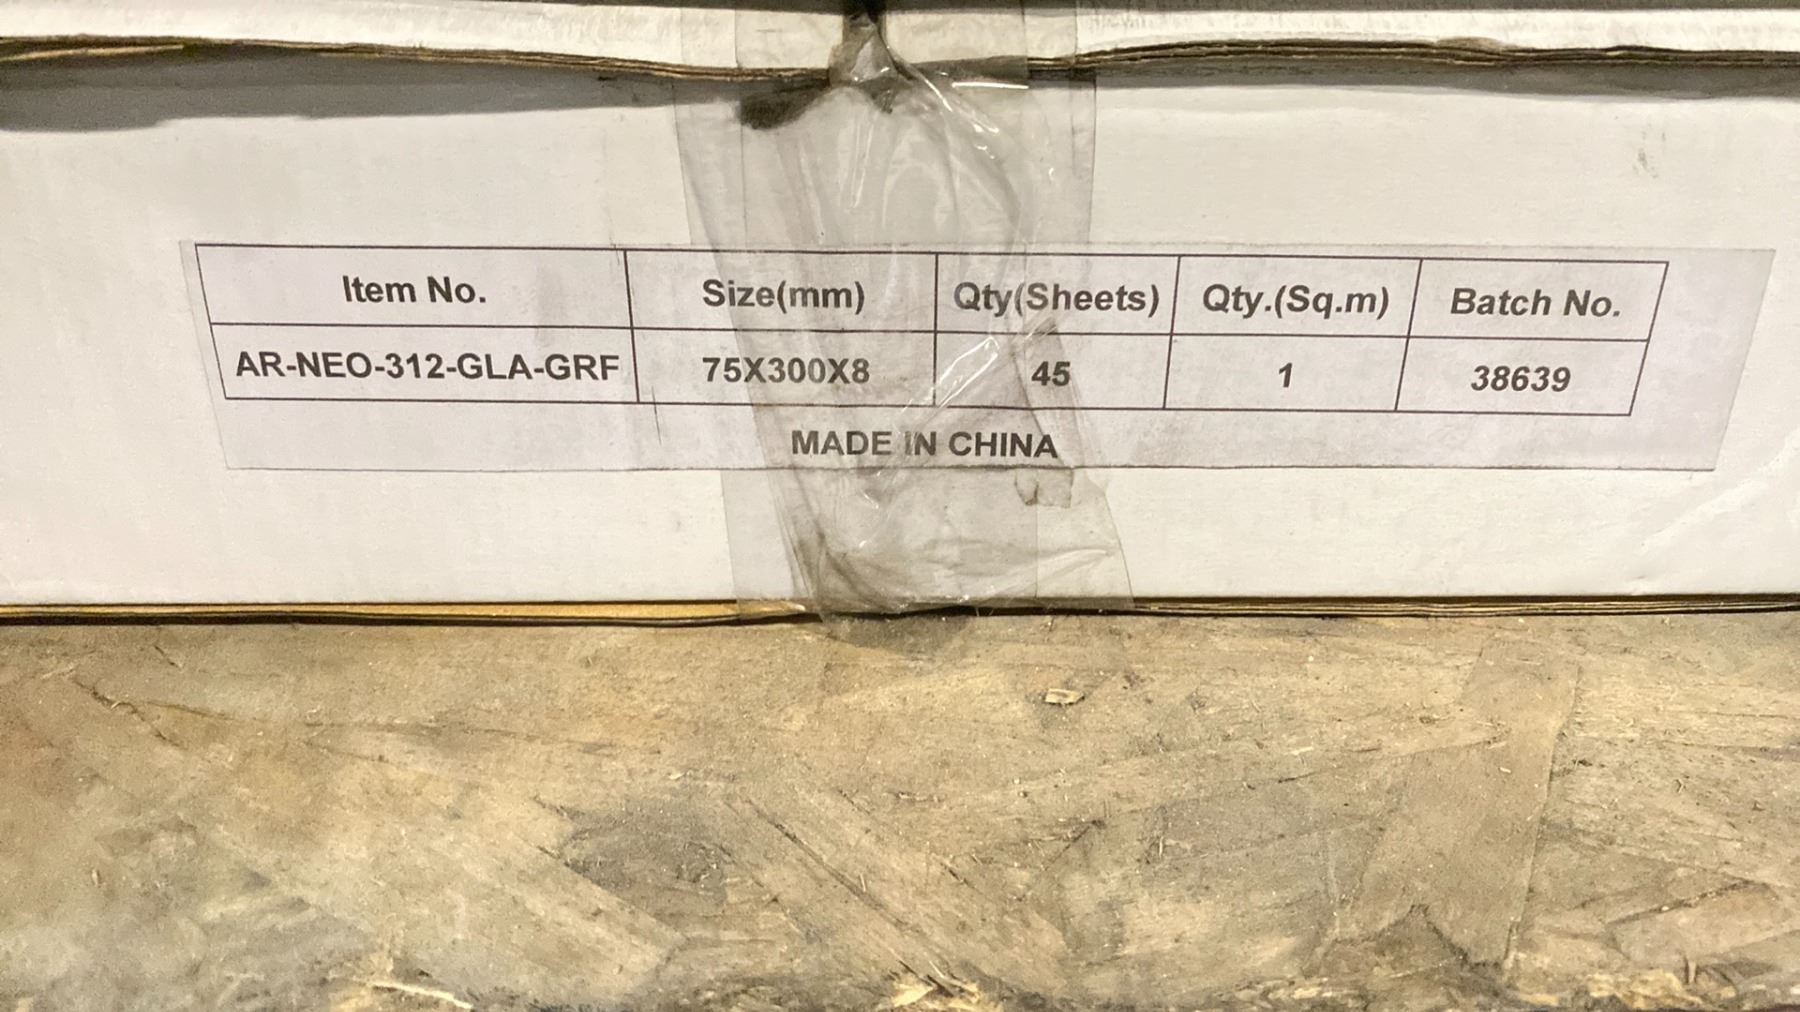 Item No. Size(mm) Qty(Sheets) Qty.(Sq.m) Batch No.
AR-NEO-312-GLA-GRF 75X300X8 45 1 38639
MADE IN CHINA